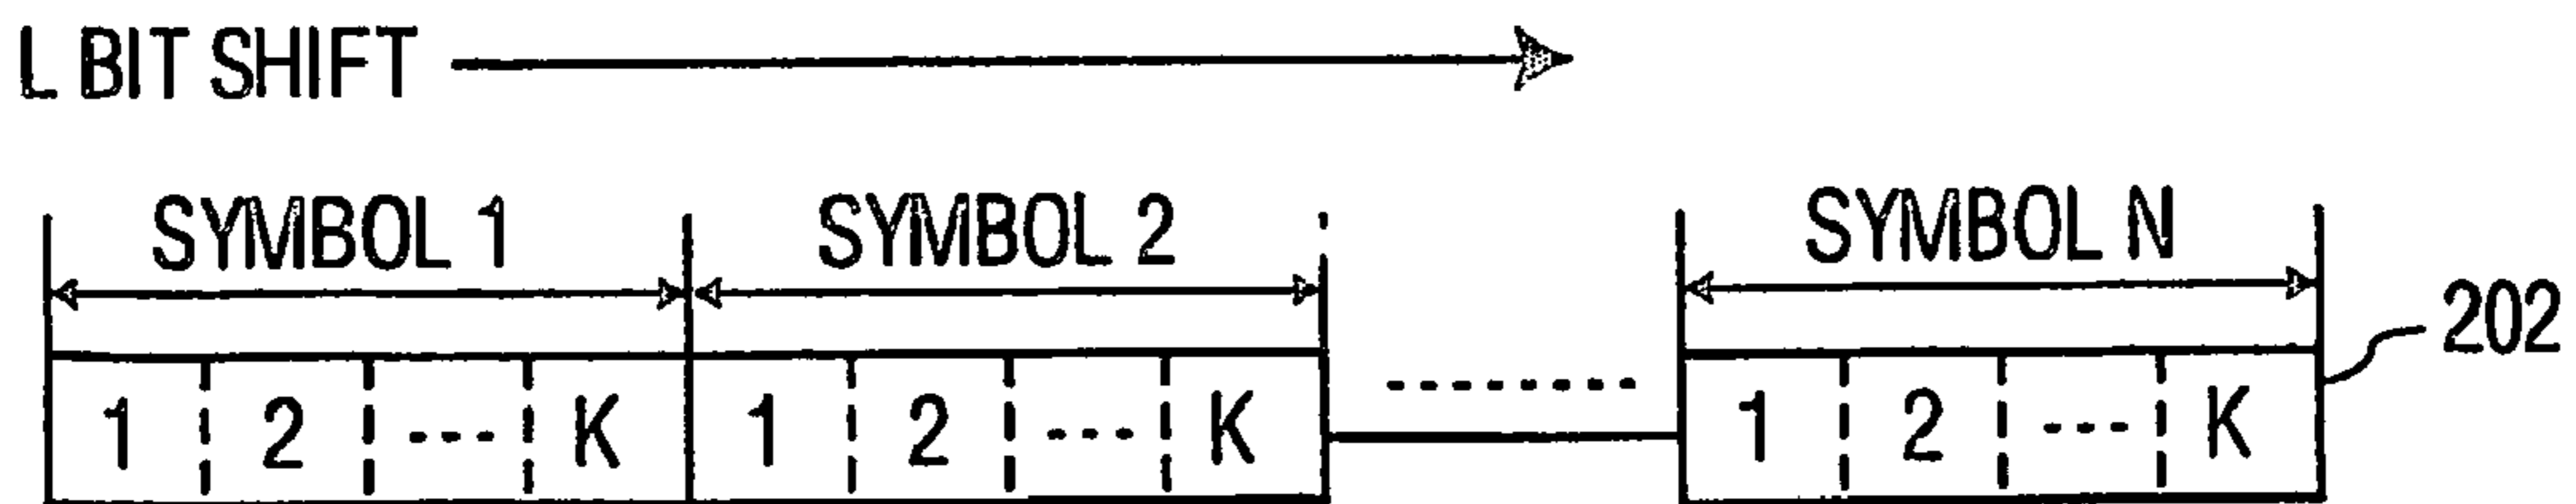 L BIT SHIFT
SYMBOL 1 SYMBOL 2 SYMBOL N
202
1 2 --- K 1 2 --- K -------- 1 2 --- K